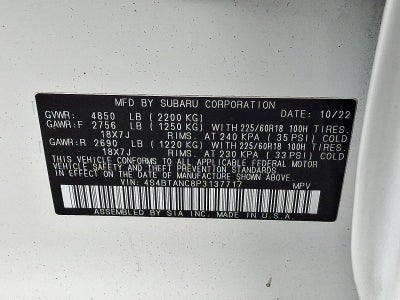 MFD BY SUBARU CORPORATION
GVWR: 4850 LB (2200 KG) DATE: 10/22
GAWR:F 2756 LB (1250 KG) WITH 225/60R18 100H TIRES.
18X7J RIMS. AT 240 KPA (35 PSI) COLD
GAWR:R 2690 LB (1220 KG) WITH 225/60R18 100H TIRES.
18X7J RIMS. AT 230 KPA (33 PSI) COLD
THIS VEHICLE CONFORMS TO ALL APPLICABLE FEDERAL MOTOR
VEHICLE SAFETY, BUMPER, AND THEFT PREVENTION STANDARDS
IN EFFECT ON THE DATE OF MANUFACTURE SHOWN ABOVE.
VIN: 4S4BTANC8P3137717 MPV
ASSEMBLED BY SIA INC. MADE IN U.S.A.